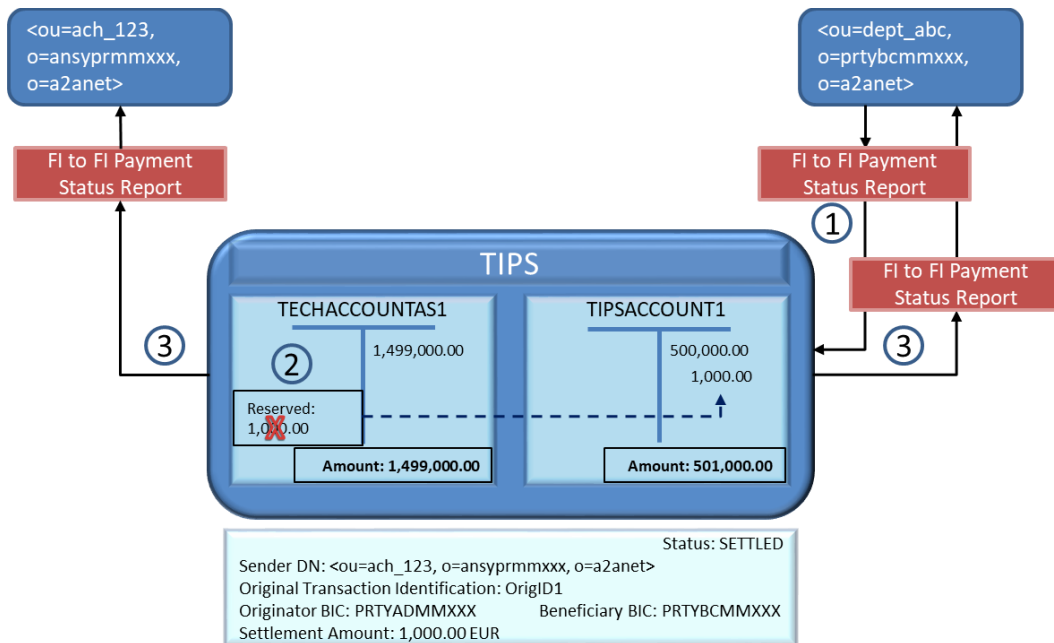 <ou=ach_123,
o=ansyprmmxxx,
o=a2anet>
<ou=dept_abc,
o=prtybcmmxxx,
o=a2anet>
FI to FI Payment
Status Report
FI to FI Payment
Status Report
1
FI to FI Payment
Status Report
TIPS
3
3
TECHACCOUNTAS1
1,499,000.00
2
Reserved:
1,000.00
Amount: 1,499,000.00
TIPSACCOUNT1
500,000.00
1,000.00
Amount: 501,000.00
Status: SETTLED
Sender DN: <ou=ach_123, o=ansyprmmxxx, o=a2anet>
Original Transaction Identification: OrigID1
Originator BIC: PRTYADMMXXX Beneficiary BIC: PRTYBCMMXXX
Settlement Amount: 1,000.00 EUR